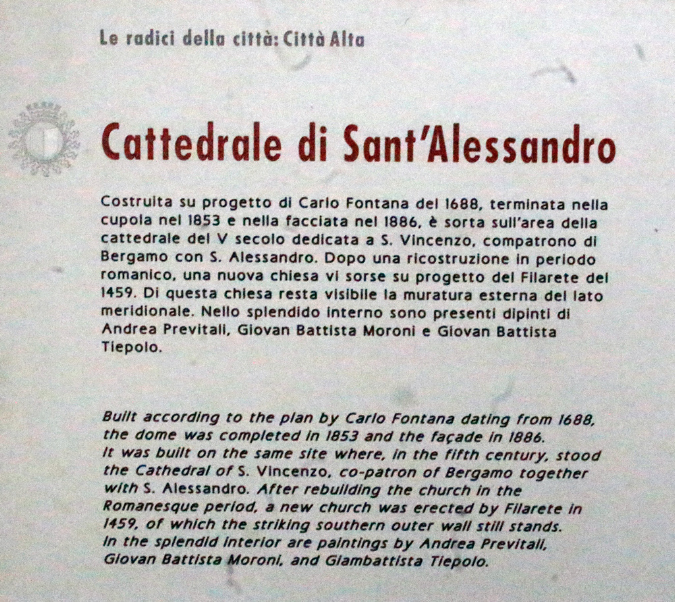 Le radici della città: Città Alta
Cattedrale di Sant'Alessandro
Costruita su progetto di Carlo Fontana del 1688, terminata nella
cupola nel 1853 e nella facciata nel 1886, è sorta sull'area della
cattedrale del V secolo dedicata a S. Vincenzo, compatrono di
Bergamo con S. Alessandro. Dopo una ricostruzione in periodo
romanico, una nuova chiesa vi sorse su progetto del Filarete del
1459. Di questa chiesa resta visibile la muratura esterna del lato
meridionale. Nello splendido interno sono presenti dipinti di
Andrea Previtali, Giovan Battista Moroni e Giovan Battista
Tiepolo.
Built according to the plan by Carlo Fontana dating from 1688,
the dome was completed in 1853 and the façade in 1886.
It was built on the same site where, in the fifth century, stood
the Cathedral of S. Vincenzo, co-patron of Bergamo together
with S. Alessandro. After rebuilding the church in the
Romanesque period, a new church was erected by Filarete in
1459, of which the striking southern outer wall still stands.
In the splendid interior are paintings by Andrea Previtali,
Giovan Battista Moroni, and Giambattista Tiepolo.